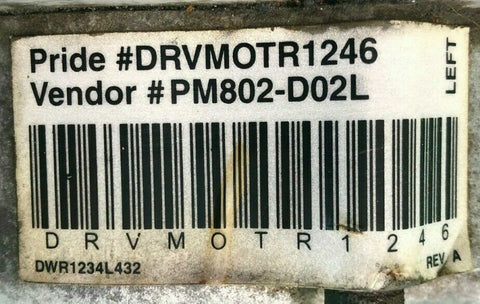 Pride #DRVMOTR1246
Vendor #PM802-D02L
LEFT
D R V M O T R 1 2 4 6
DWR1234L432
REV. A